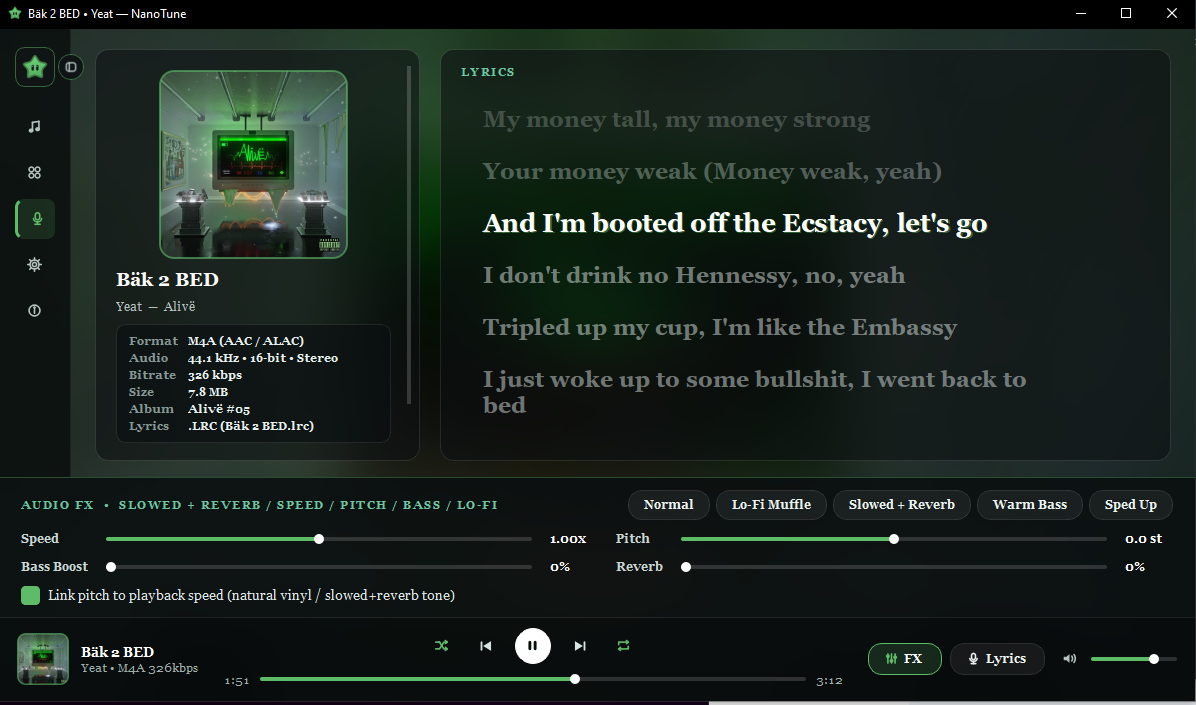 Bäk 2 BED • Yeat — NanoTune
LYRICS
My money tall, my money strong
Your money weak (Money weak, yeah)
And I'm booted off the Ecstacy, let's go
I don't drink no Hennessy, no, yeah
Tripled up my cup, I'm like the Embassy
I just woke up to some bullshit, I went back to
bed
ALIVË
Bäk 2 BED
Yeat — Alivë
Format M4A (AAC / ALAC)
Audio 44.1 kHz • 16-bit • Stereo
Bitrate 326 kbps
Size 7.8 MB
Album Alivë #05
Lyrics .LRC (Bäk 2 BED.lrc)
AUDIO FX • SLOWED + REVERB / SPEED / PITCH / BASS / LO-FI
Normal Lo-Fi Muffle Slowed + Reverb Warm Bass Sped Up
Speed 1.00x Pitch 0.0 st
Bass Boost 0% Reverb 0%
Link pitch to playback speed (natural vinyl / slowed+reverb tone)
Bäk 2 BED
Yeat • M4A 326kbps
1:51 3:12
FX Lyrics